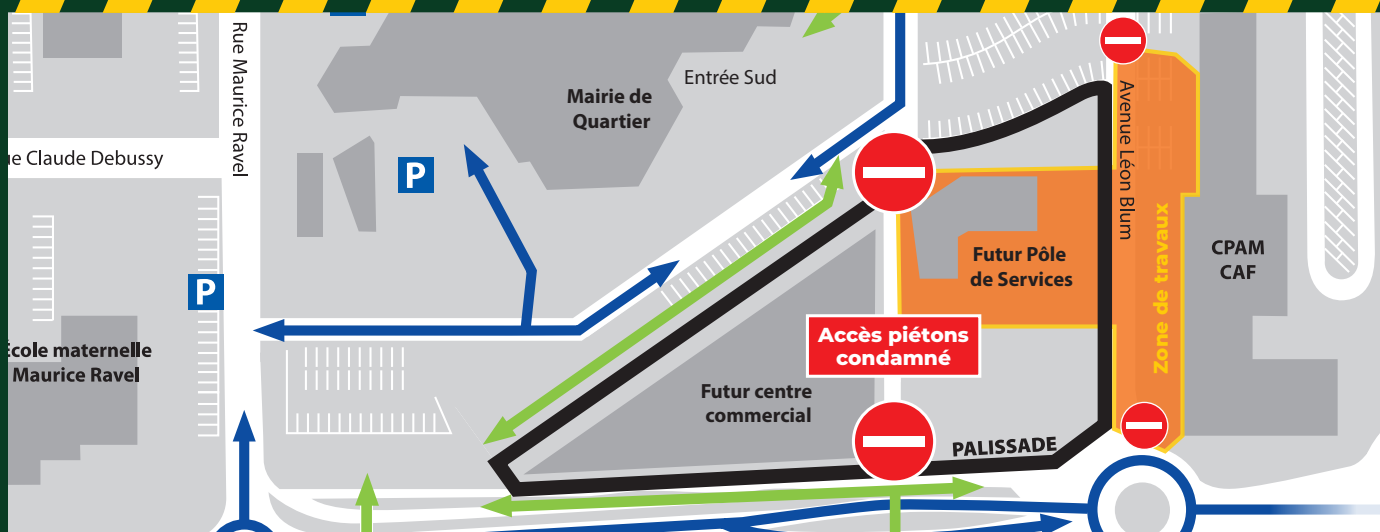 Rue Maurice Ravel
Entrée Sud
Mairie de
Quartier
ue Claude Debussy
P
P
Avenue Léon Blum
Zone de travaux
CPAM
CAF
Futur Pôle
de Services
Accès piétons
condamné
École maternelle
Maurice Ravel
Futur centre
commercial
PALISSADE